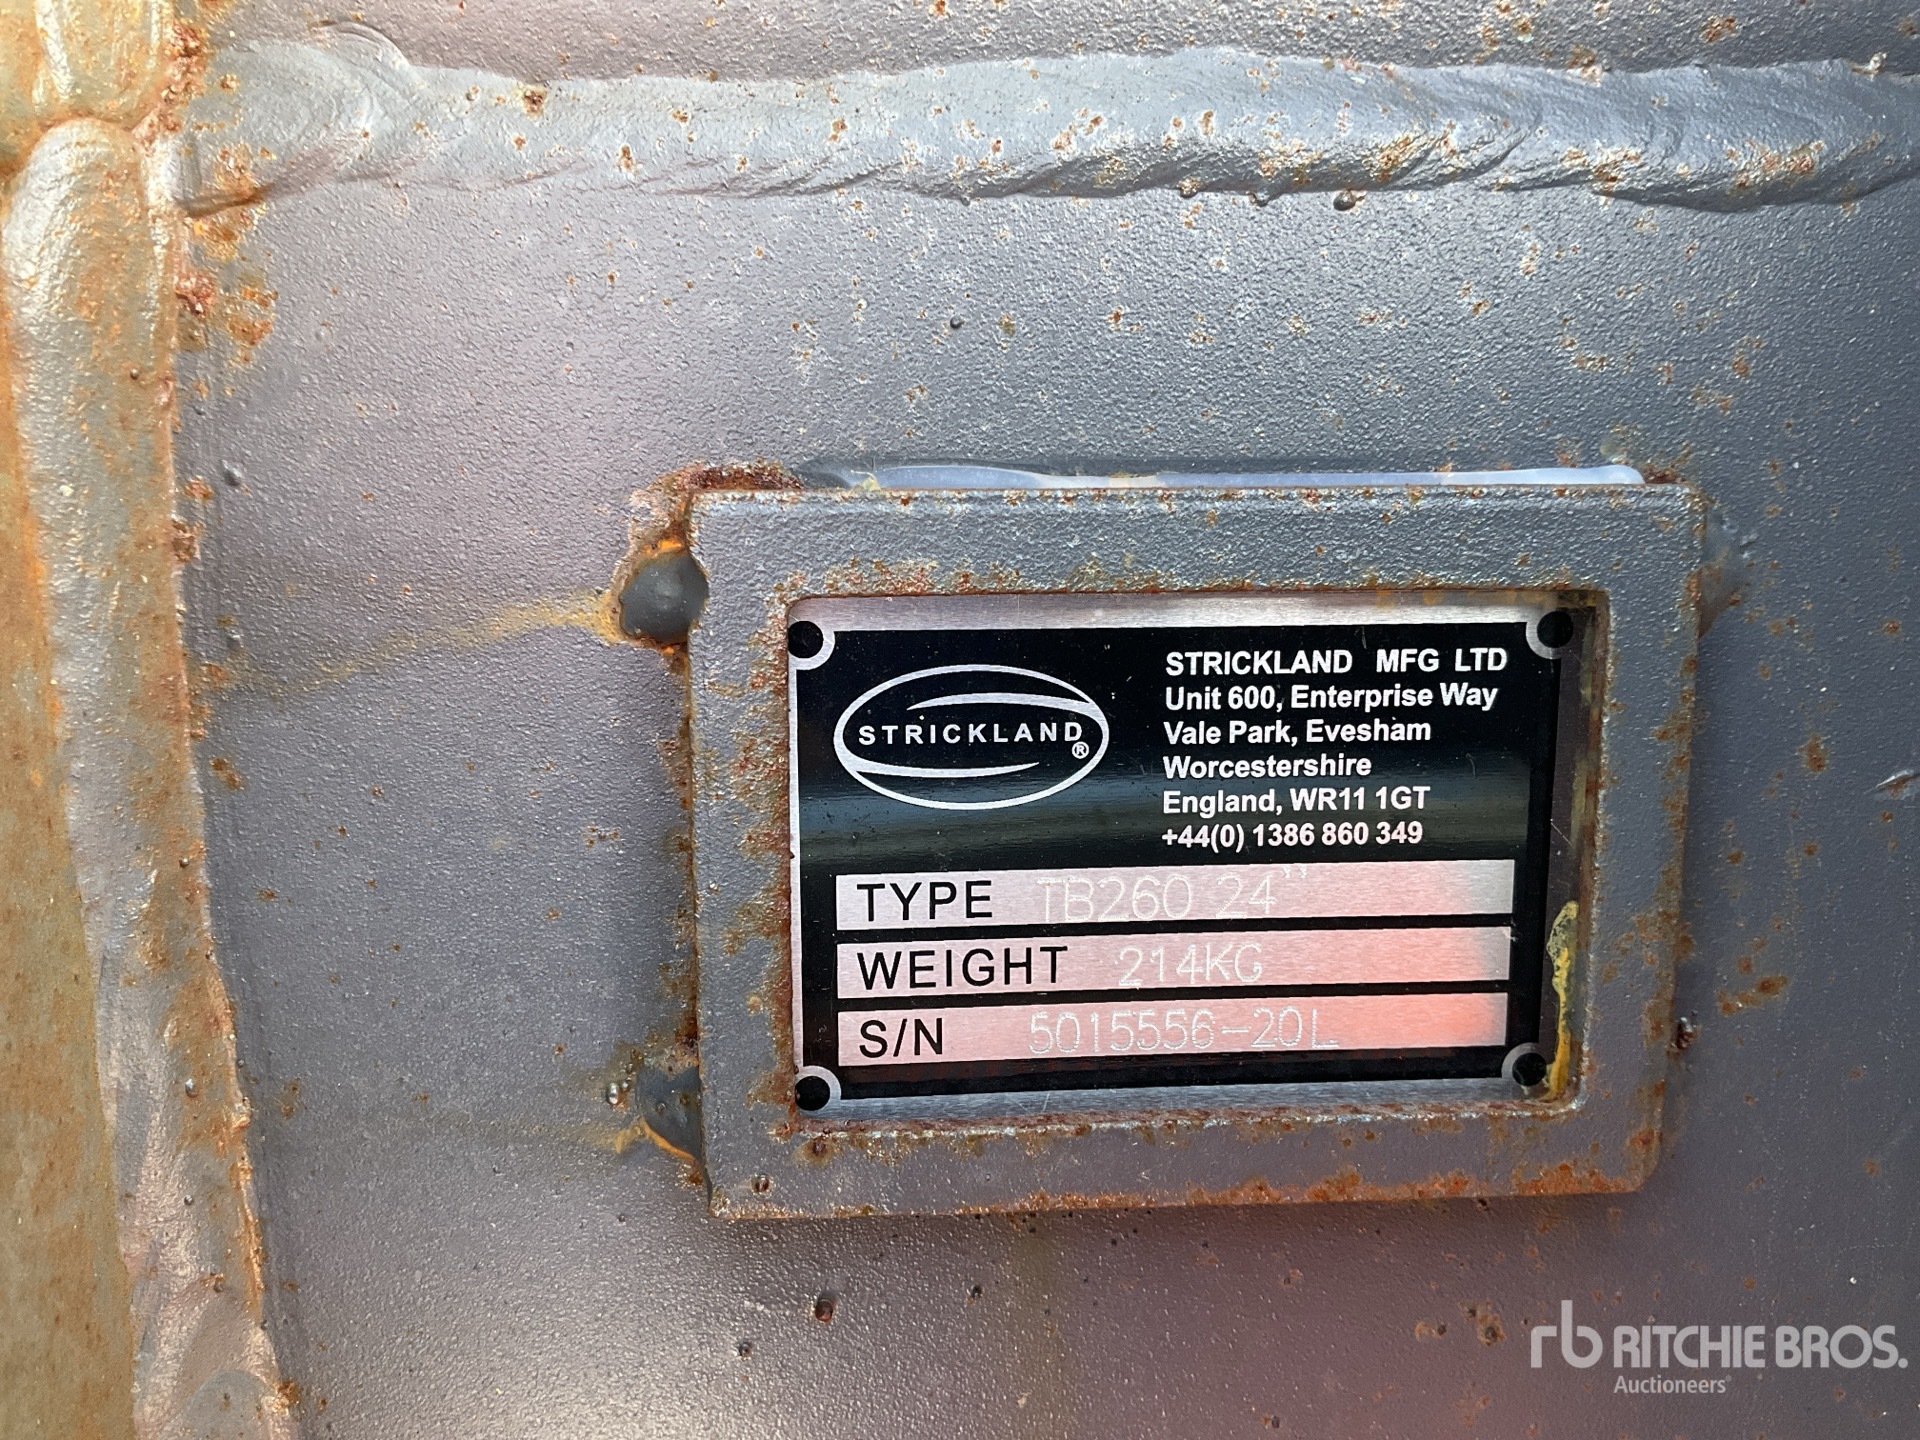 STRICKLAND®
STRICKLAND MFG LTD
Unit 600, Enterprise Way
Vale Park, Evesham
Worcestershire
England, WR11 1GT
+44(0) 1386 860 349
TYPE TB260 24"
WEIGHT 214KG
S/N 5015556-20L
rb RITCHIE BROS.
Auctioneers